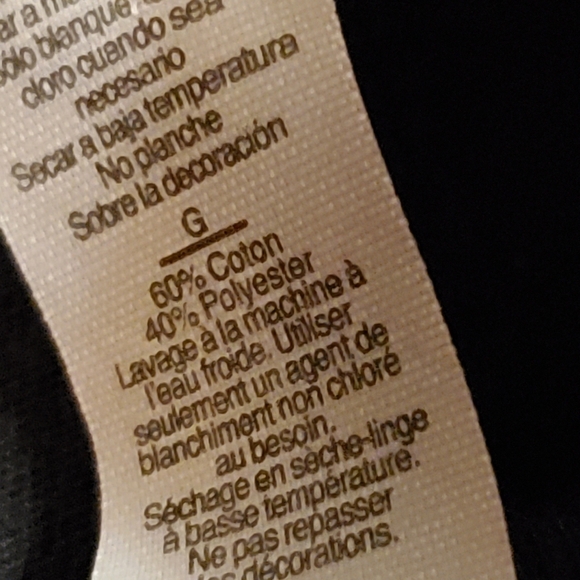 sólo blanqueador
cloro cuando sea
necesario
Secar a baja temperatura
No planche
Sobre la decoración
G
60% Coton
40% Polyester
Lavage à la machine à
l'eau froide. Utiliser
seulement un agent de
blanchiment non chloré
au besoin.
Séchage en sèche-linge
à basse température.
Ne pas repasser
décorations.